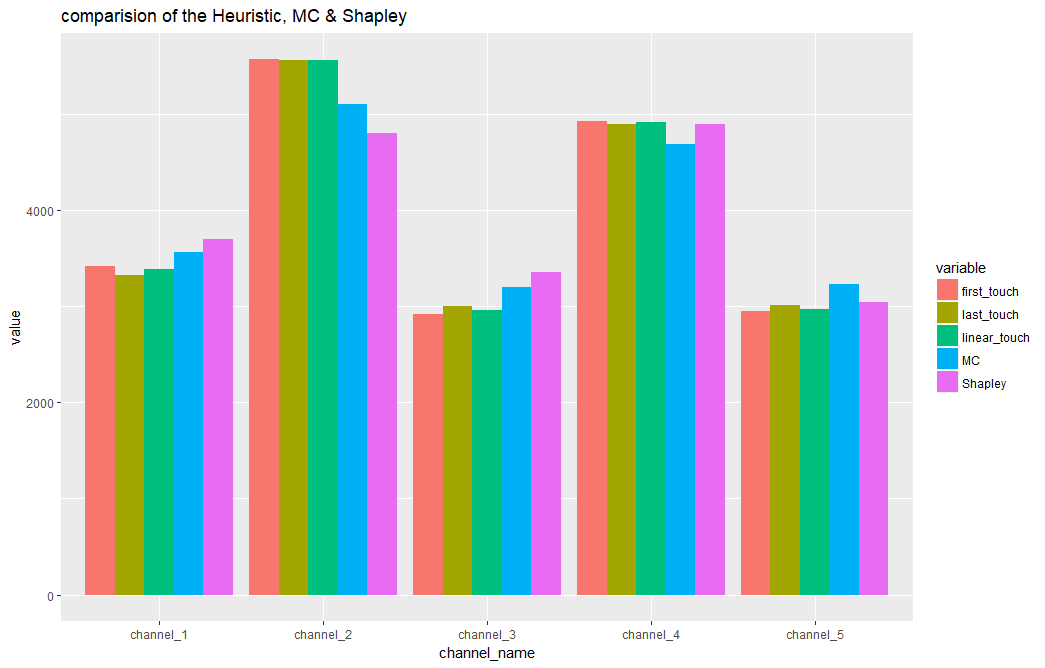 comparision of the Heuristic, MC & Shapley
value
4000
2000
0
channel_1
channel_2
channel_3
channel_4
channel_5
channel_name
variable
first_touch
last_touch
linear_touch
MC
Shapley